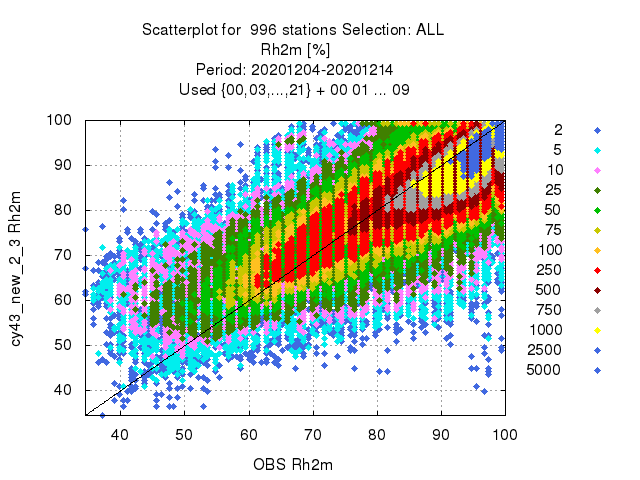 Scatterplot for 996 stations Selection: ALL
Rh2m [%]
Period: 20201204-20201214
Used {00,03,...,21} + 00 01 ... 09
100
90
80
70
60
50
40
cy43_new_2_3 Rh2m
40 50 60 70 80 90 100
OBS Rh2m
2
5
10
25
50
75
100
250
500
750
1000
2500
5000